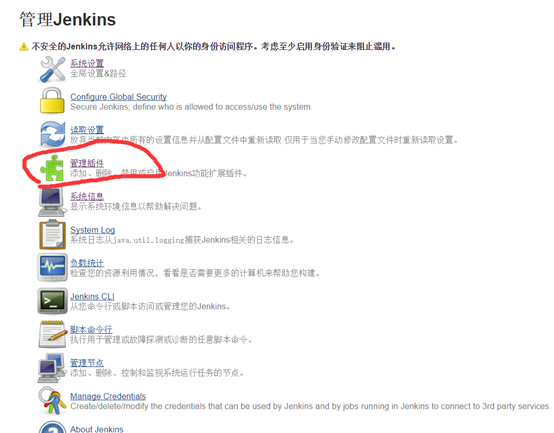 管理Jenkins
不安全的Jenkins允许网络上的任何人以你的身份访问程序。考虑至少启用身份验证来阻止滥用。
系统设置
全局设置&路径
Configure Global Security
Secure Jenkins; define who is allowed to access/use the system.
读取设置
放弃当前内存中所有的设置信息并从配置文件中重新读取 仅用于当您手动修改配置文件时重新读取设置。
管理插件
添加、删除、禁用或启用Jenkins功能扩展插件。
系统信息
显示系统环境信息以帮助解决问题。
System Log
系统日志从java.util.logging捕获Jenkins相关的日志信息。
负载统计
检查您的资源利用情况，看看是否需要更多的计算机来帮助您构建。
Jenkins CLI
从您命令行或脚本访问或管理您的Jenkins。
脚本命令行
执行用于管理或故障探测或诊断的任意脚本命令。
管理节点
添加、删除、控制和监视系统运行任务的节点。
Manage Credentials
Create/delete/modify the credentials that can be used by Jenkins and by jobs running in Jenkins to connect to 3rd party services.
About Jenkins